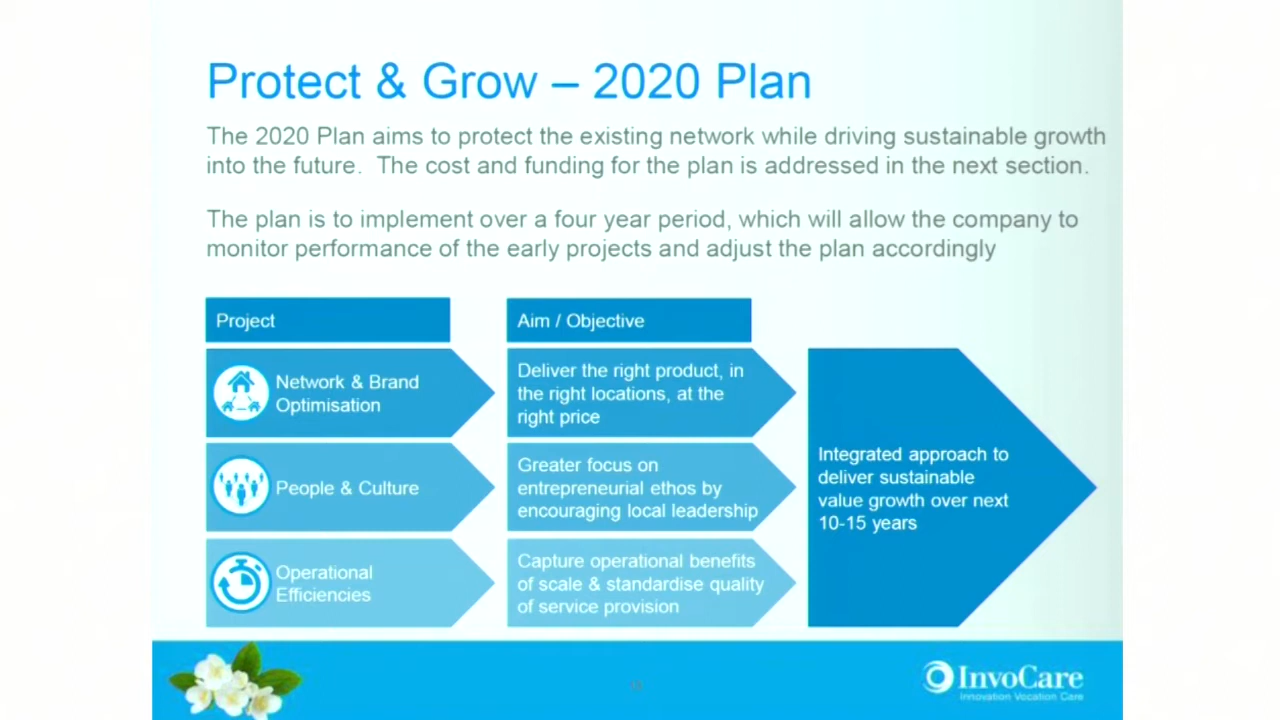 Protect & Grow – 2020 Plan
The 2020 Plan aims to protect the existing network while driving sustainable growth
into the future. The cost and funding for the plan is addressed in the next section.
The plan is to implement over a four year period, which will allow the company to
monitor performance of the early projects and adjust the plan accordingly
Project
Aim / Objective
Network & Brand
Optimisation
Deliver the right product, in
the right locations, at the
right price
People & Culture
Greater focus on
entrepreneurial ethos by
encouraging local leadership
Operational
Efficiencies
Capture operational benefits
of scale & standardise quality
of service provision
Integrated approach to
deliver sustainable
value growth over next
10-15 years
InvoCare
Innovation Vocation Care